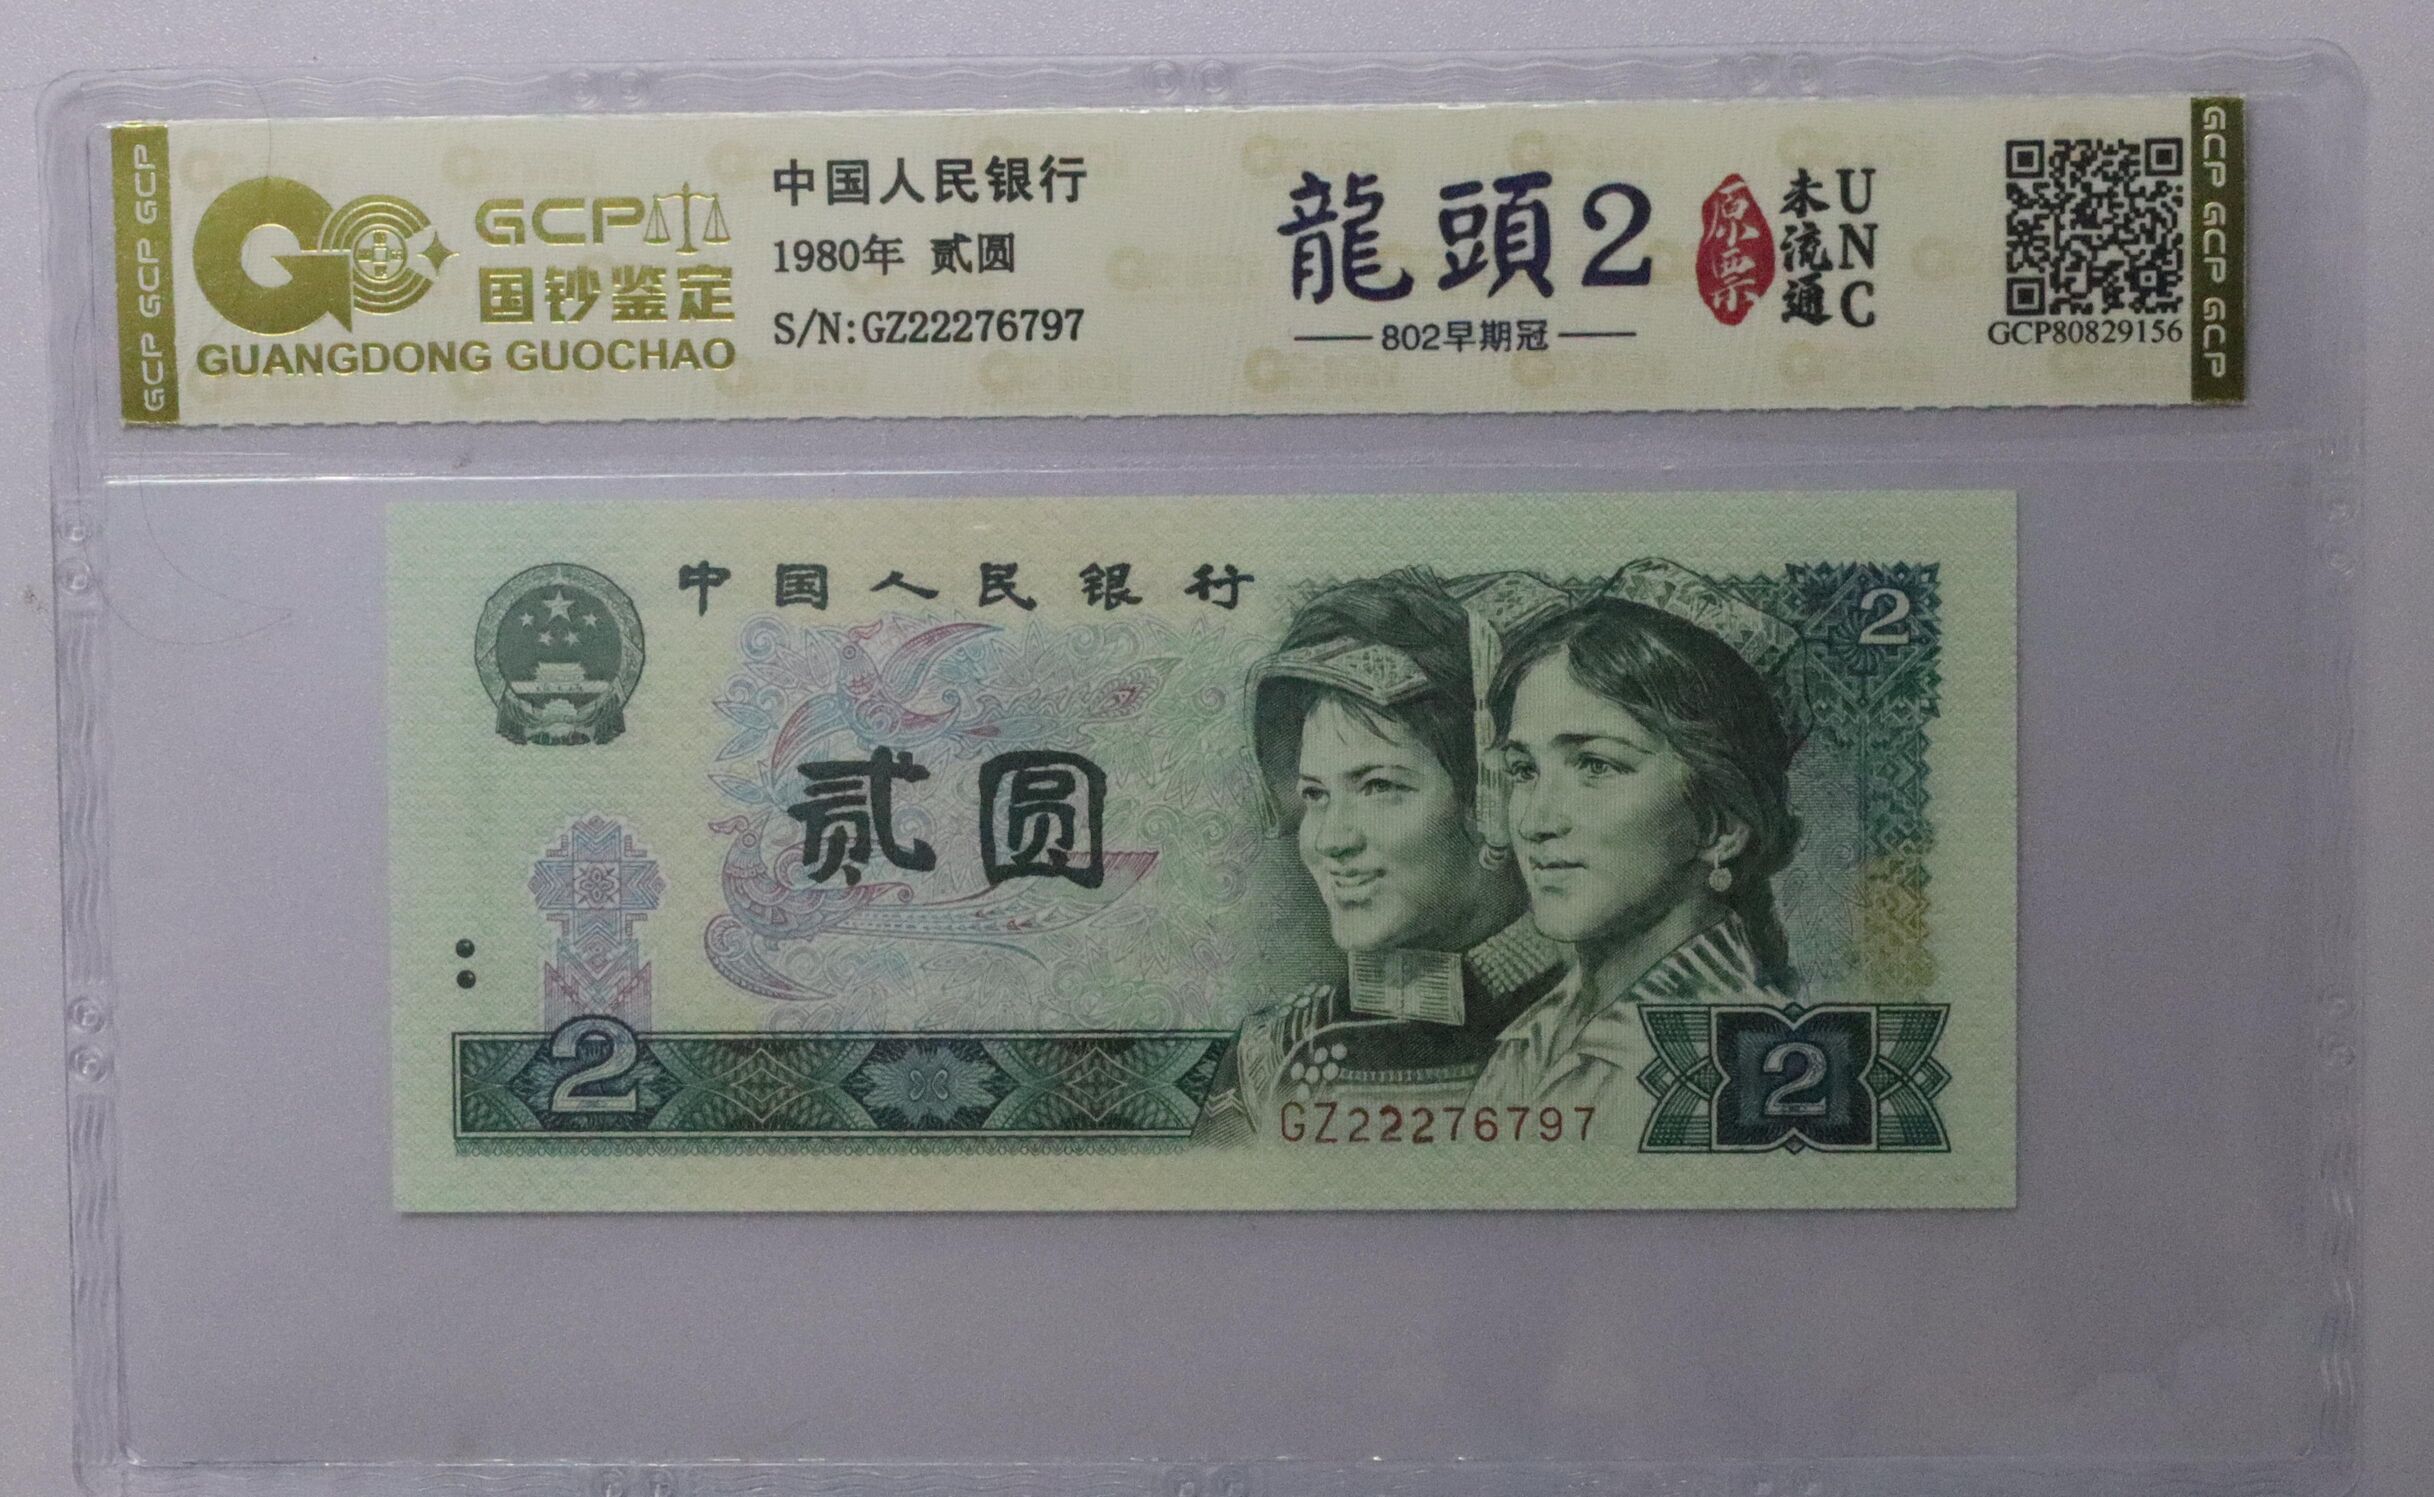 GCP GCP GCP
GCP
国钞鉴定
GUANGDONG GUOCHAO
中国人民银行
1980年 贰圆
S/N:GZ22276797
龍頭2
802早期冠
原票
未流通
UNC
GCP80829156
GCP GCP GCP
中国人民银行
2
贰圆
2
2
GZ22276797